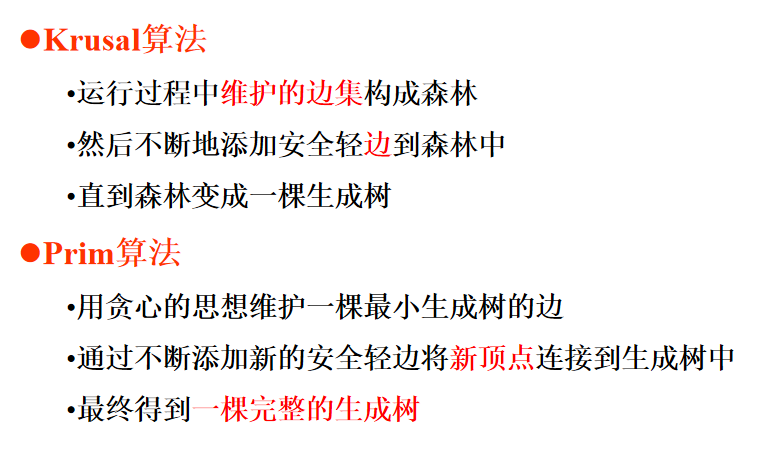 ●Krusal算法
•运行过程中维护的边集构成森林
•然后不断地添加安全轻边到森林中
•直到森林变成一棵生成树
●Prim算法
•用贪心的思想维护一棵最小生成树的边
•通过不断添加新的安全轻边将新顶点连接到生成树中
•最终得到一棵完整的生成树